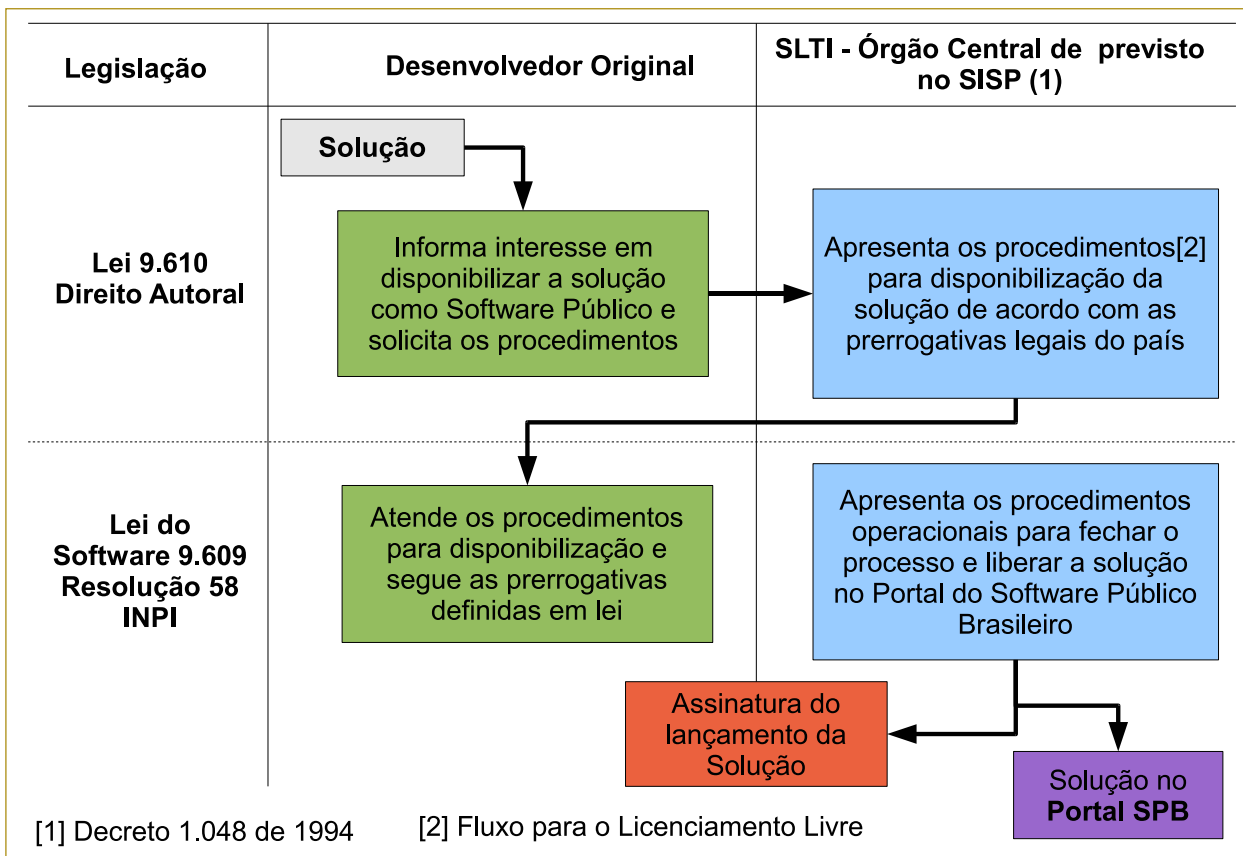 Legislação
Desenvolvedor Original
SLTI - Órgão Central de previsto
no SISP (1)
Solução
Lei 9.610
Direito Autoral
Informa interesse em
disponibilizar a solução
como Software Público e
solicita os procedimentos
Apresenta os procedimentos[2]
para disponibilização da
solução de acordo com as
prerrogativas legais do país
Lei do
Software 9.609
Resolução 58
INPI
Atende os procedimentos
para disponibilização e
segue as prerrogativas
definidas em lei
Apresenta os procedimentos
operacionais para fechar o
processo e liberar a solução
no Portal do Software Público
Brasileiro
Assinatura do
lançamento da
Solução
Solução no
Portal SPB
[1] Decreto 1.048 de 1994
[2] Fluxo para o Licenciamento Livre